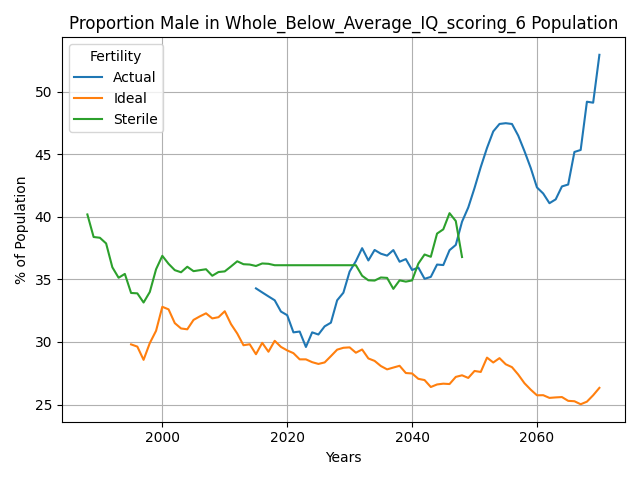 Proportion Male in Whole_Below_Average_IQ_scoring_6 Population
Fertility
Actual
Ideal
Sterile
% of Population
50
45
40
35
30
25
2000
2020
2040
2060
Years